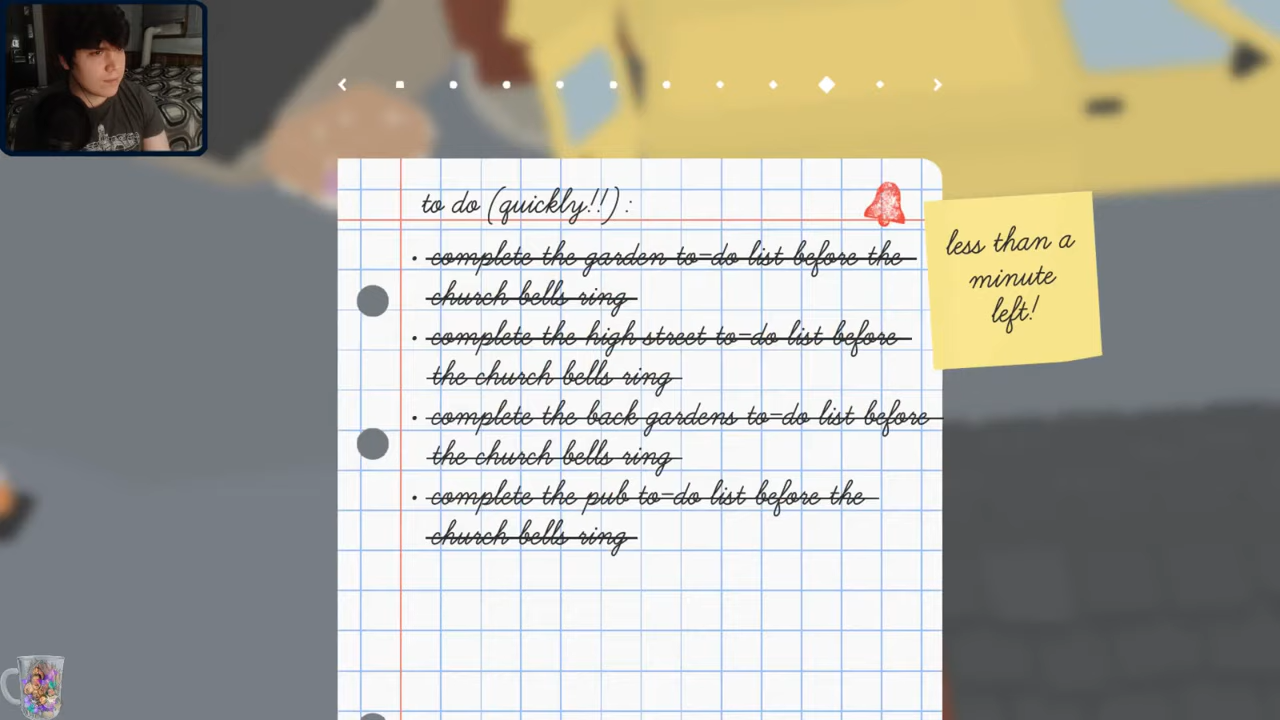 to do (quickly!!) :
• complete the garden to=do list before the
church bells ring
• complete the high street to=do list before
the church bells ring
• complete the back gardens to=do list before
the church bells ring
• complete the pub to=do list before the
church bells ring
less than a
minute
left!